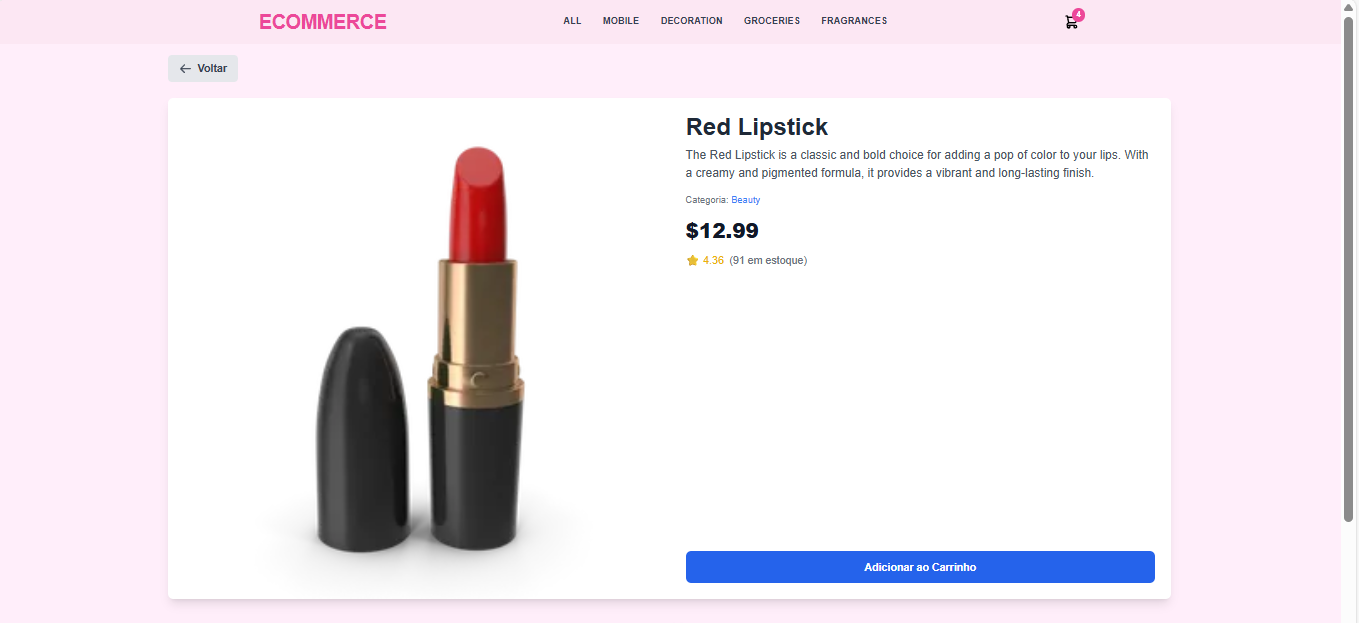 ECOMMERCE
ALL MOBILE DECORATION GROCERIES FRAGRANCES
4
Voltar
Red Lipstick
The Red Lipstick is a classic and bold choice for adding a pop of color to your lips. With
a creamy and pigmented formula, it provides a vibrant and long-lasting finish.
Categoria: Beauty
$12.99
4.36 (91 em estoque)
Adicionar ao Carrinho